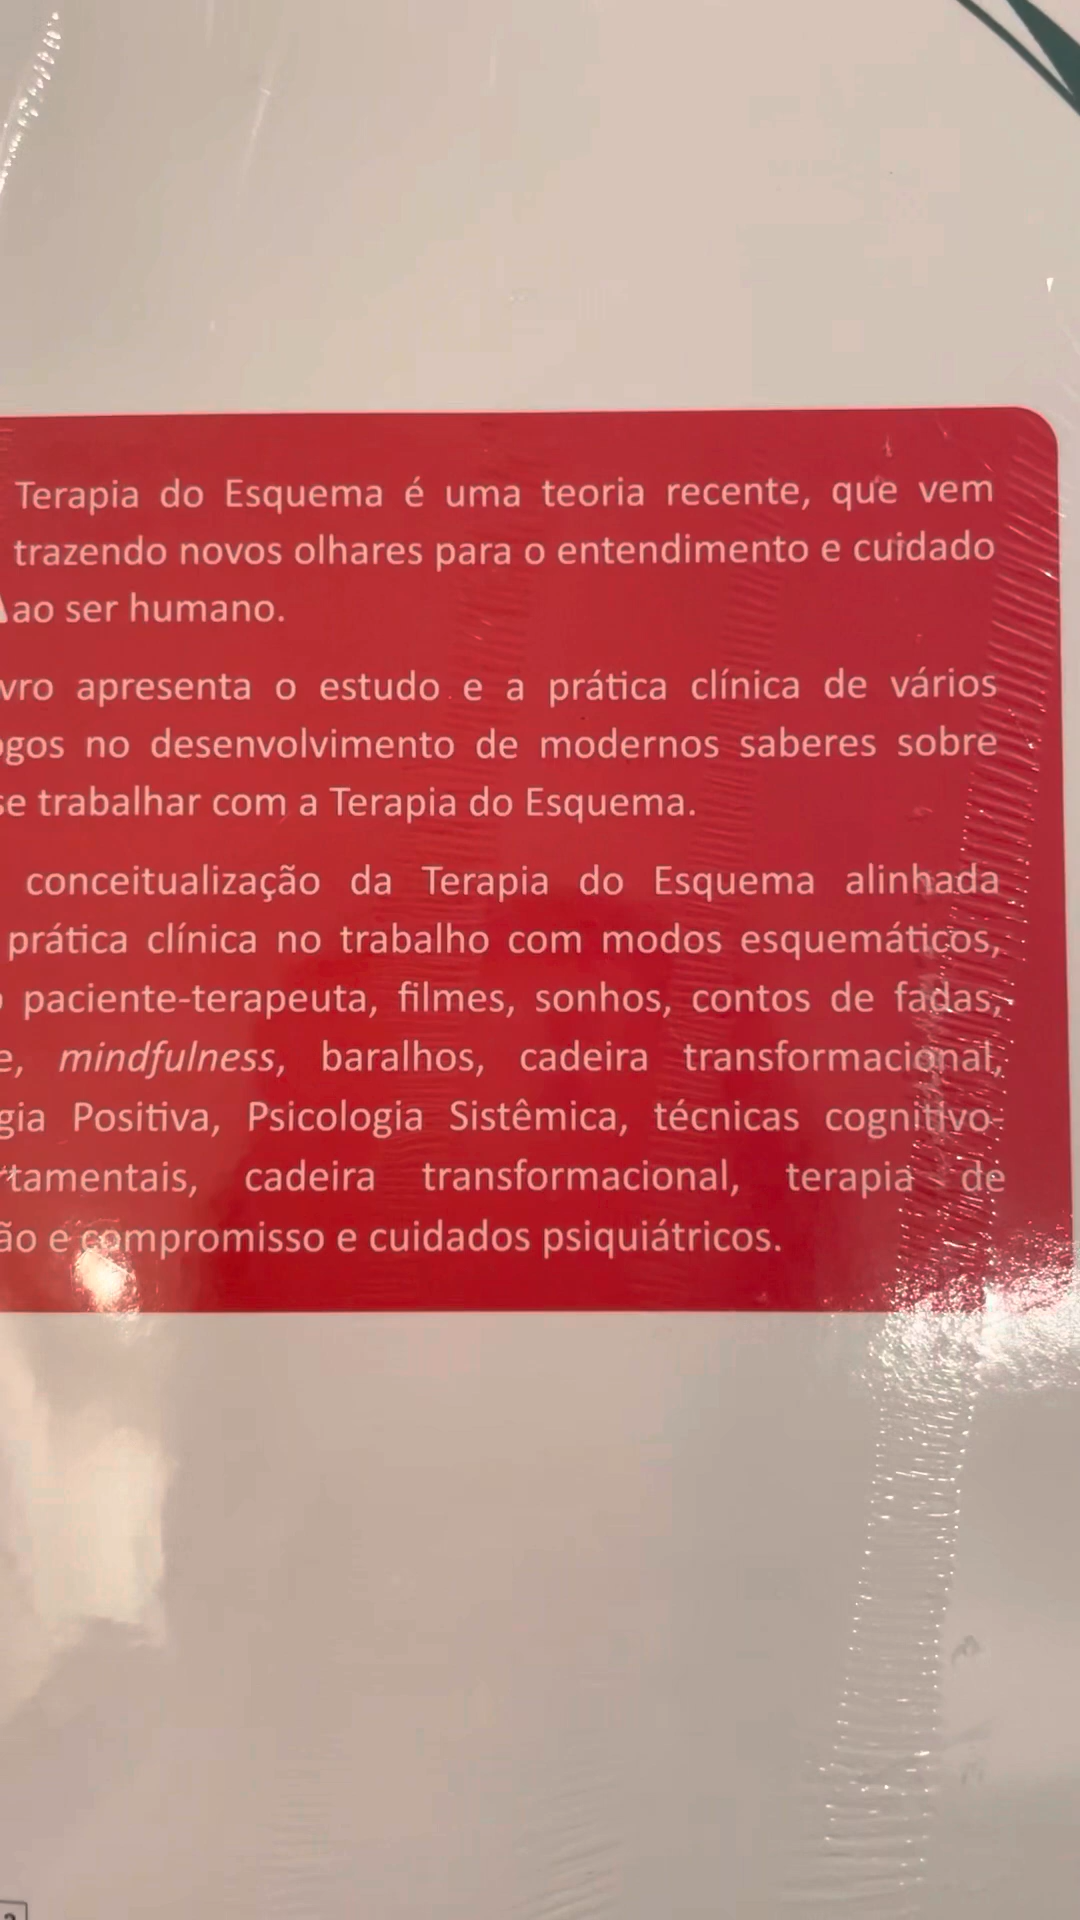 Terapia do Esquema é uma teoria recente, que vem
trazendo novos olhares para o entendimento e cuidado
ao ser humano.
vro apresenta o estudo e a prática clínica de vários
ogos no desenvolvimento de modernos saberes sobre
se trabalhar com a Terapia do Esquema.
conceitualização da Terapia do Esquema alinhada
prática clínica no trabalho com modos esquemáticos,
paciente-terapeuta, filmes, sonhos, contos de fadas,
e, mindfulness, baralhos, cadeira transformacional,
gia Positiva, Psicologia Sistêmica, técnicas cognitivo-
rtamentais, cadeira transformacional, terapia de
ão e compromisso e cuidados psiquiátricos.